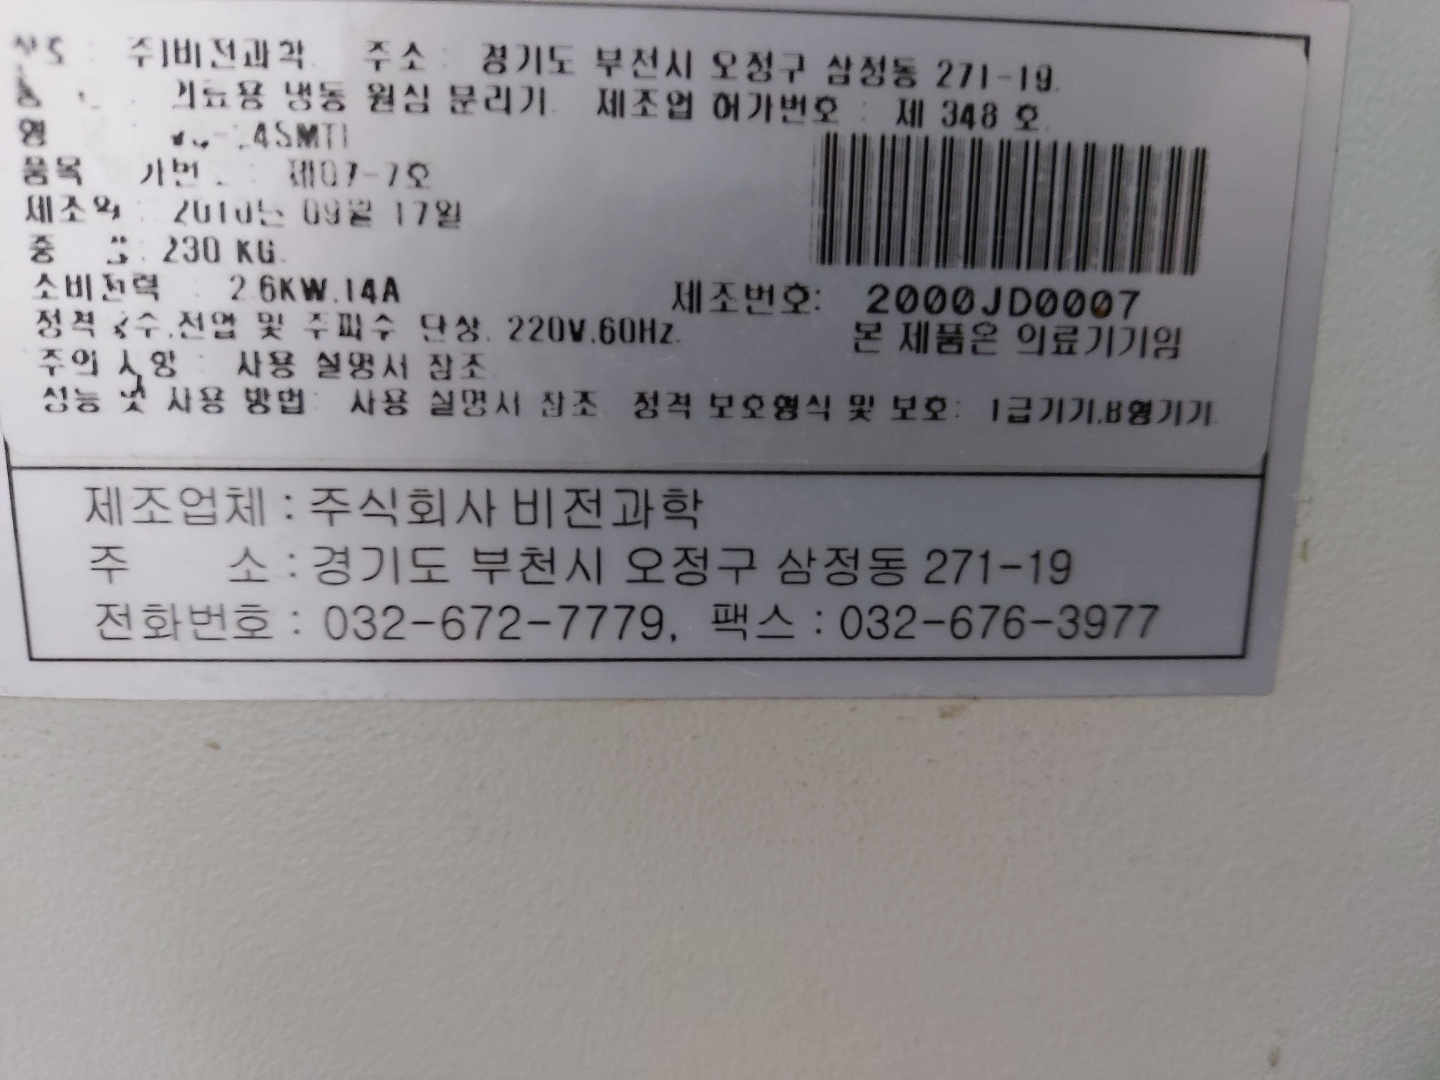 주)비전과학. 주소 : 경기도 부천시 오정구 삼정동 271-19.
의료용 냉동 원심 분리기. 제조업 허가번호 : 제 348 호.
형
품목 제07-7호
2010년 09월 17일
중 230 KG.
소비전력 : 2.6KW.14A
제조번호: 2000JD0007
정격 전압 및 주파수 단상. 220V.60Hz.
본 제품은 의료기기임
주의 사항 : 사용 설명서 참조
성능 및 사용 방법: 사용 설명서 참조 정격 보호형식 및 보호: 1급기기.B형기기.
제조업체 : 주식회사 비전과학
주 소 : 경기도 부천시 오정구 삼정동 271-19
전화번호 : 032-672-7779, 팩스 : 032-676-3977